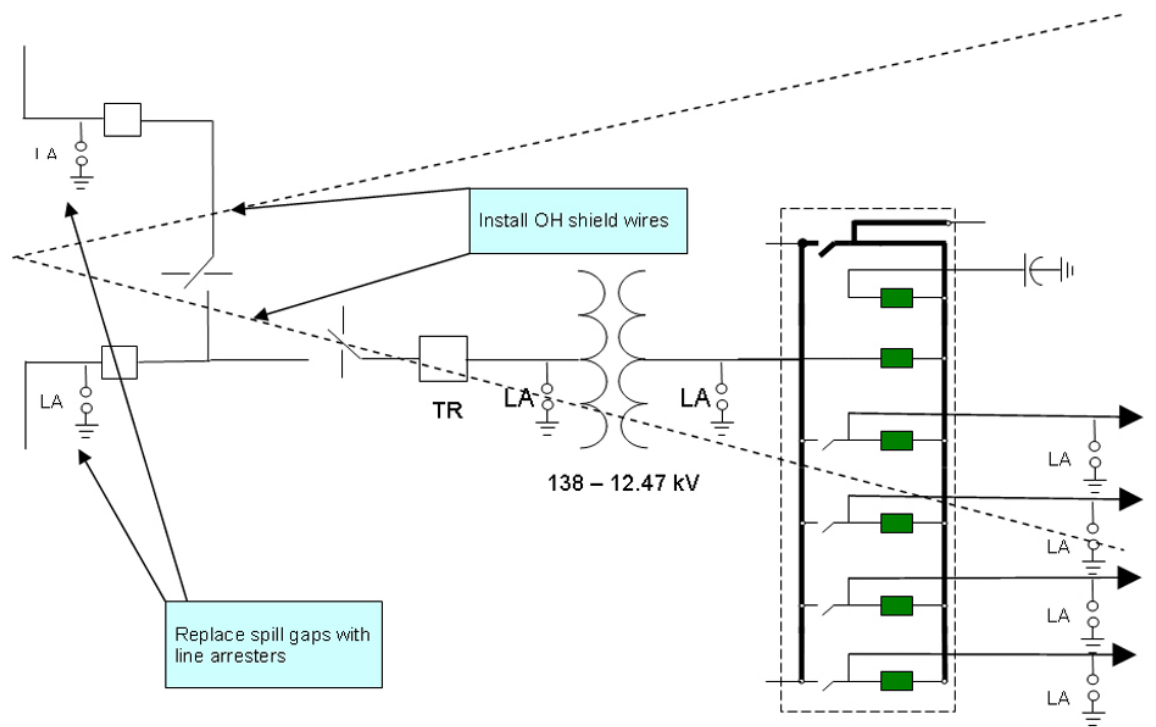 LA
Install OH shield wires
LA
TR
LA
LA
138 – 12.47 kV
LA
LA
LA
LA
Replace spill gaps with
line arresters